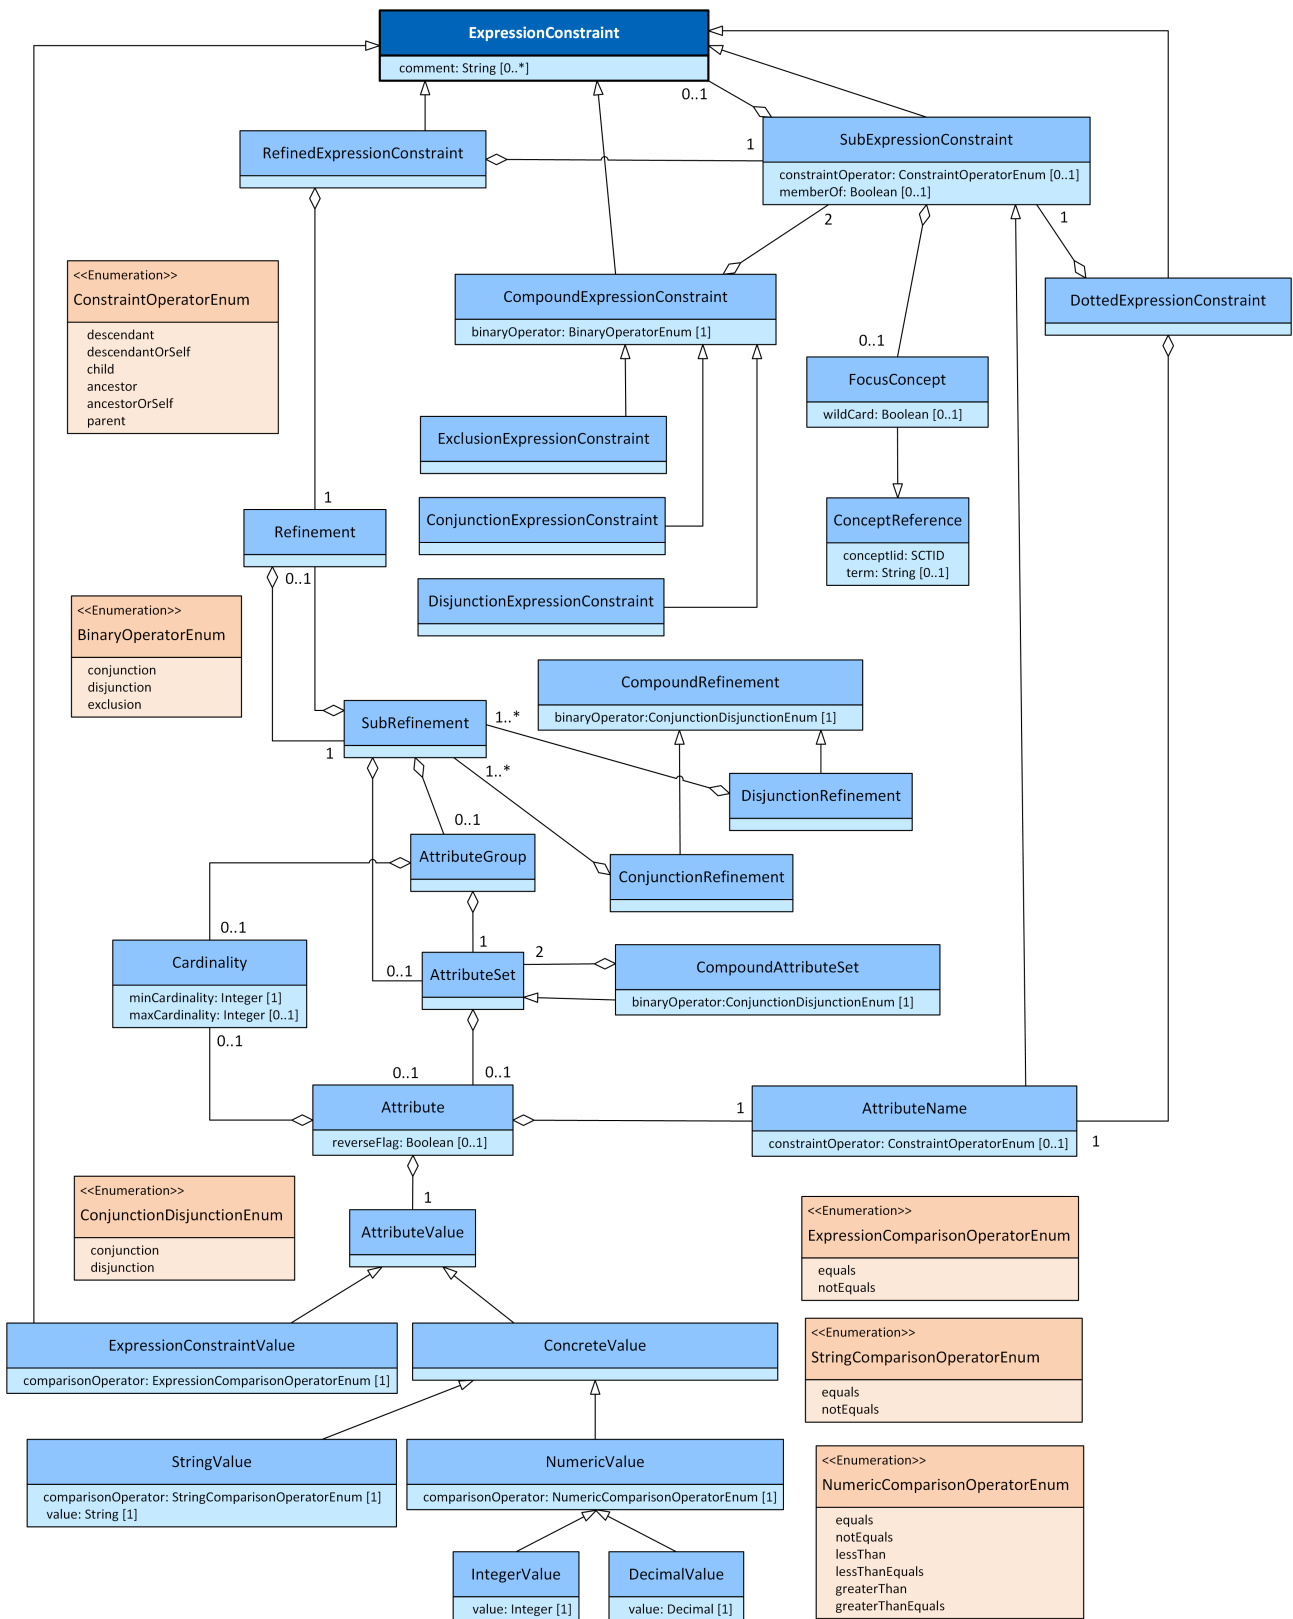 ExpressionConstraint
comment: String [0..*]
0..1
SubExpressionConstraint
constraintOperator: ConstraintOperatorEnum [0..1]
memberOf: Boolean [0..1]
RefinedExpressionConstraint
1
2
1
<<Enumeration>>
ConstraintOperatorEnum
descendant
descendantOrSelf
child
ancestor
ancestorOrSelf
parent
CompoundExpressionConstraint
binaryOperator: BinaryOperatorEnum [1]
DottedExpressionConstraint
0..1
FocusConcept
wildCard: Boolean [0..1]
ExclusionExpressionConstraint
1
Refinement
0..1
ConjunctionExpressionConstraint
ConceptReference
conceptIid: SCTID
term: String [0..1]
DisjunctionExpressionConstraint
<<Enumeration>>
BinaryOperatorEnum
conjunction
disjunction
exclusion
CompoundRefinement
binaryOperator:ConjunctionDisjunctionEnum [1]
SubRefinement
1..*
1
1..*
DisjunctionRefinement
0..1
AttributeGroup
ConjunctionRefinement
0..1
1
2
Cardinality
minCardinality: Integer [1]
maxCardinality: Integer [0..1]
0..1
0..1
AttributeSet
CompoundAttributeSet
binaryOperator:ConjunctionDisjunctionEnum [1]
0..1
0..1
Attribute
reverseFlag: Boolean [0..1]
1
AttributeName
constraintOperator: ConstraintOperatorEnum [0..1]
1
<<Enumeration>>
ConjunctionDisjunctionEnum
conjunction
disjunction
1
AttributeValue
<<Enumeration>>
ExpressionComparisonOperatorEnum
equals
notEquals
ExpressionConstraintValue
comparisonOperator: ExpressionComparisonOperatorEnum [1]
ConcreteValue
<<Enumeration>>
StringComparisonOperatorEnum
equals
notEquals
StringValue
comparisonOperator: StringComparisonOperatorEnum [1]
value: String [1]
NumericValue
comparisonOperator: NumericComparisonOperatorEnum [1]
<<Enumeration>>
NumericComparisonOperatorEnum
equals
notEquals
lessThan
lessThanEquals
greaterThan
greaterThanEquals
IntegerValue
value: Integer [1]
DecimalValue
value: Decimal [1]